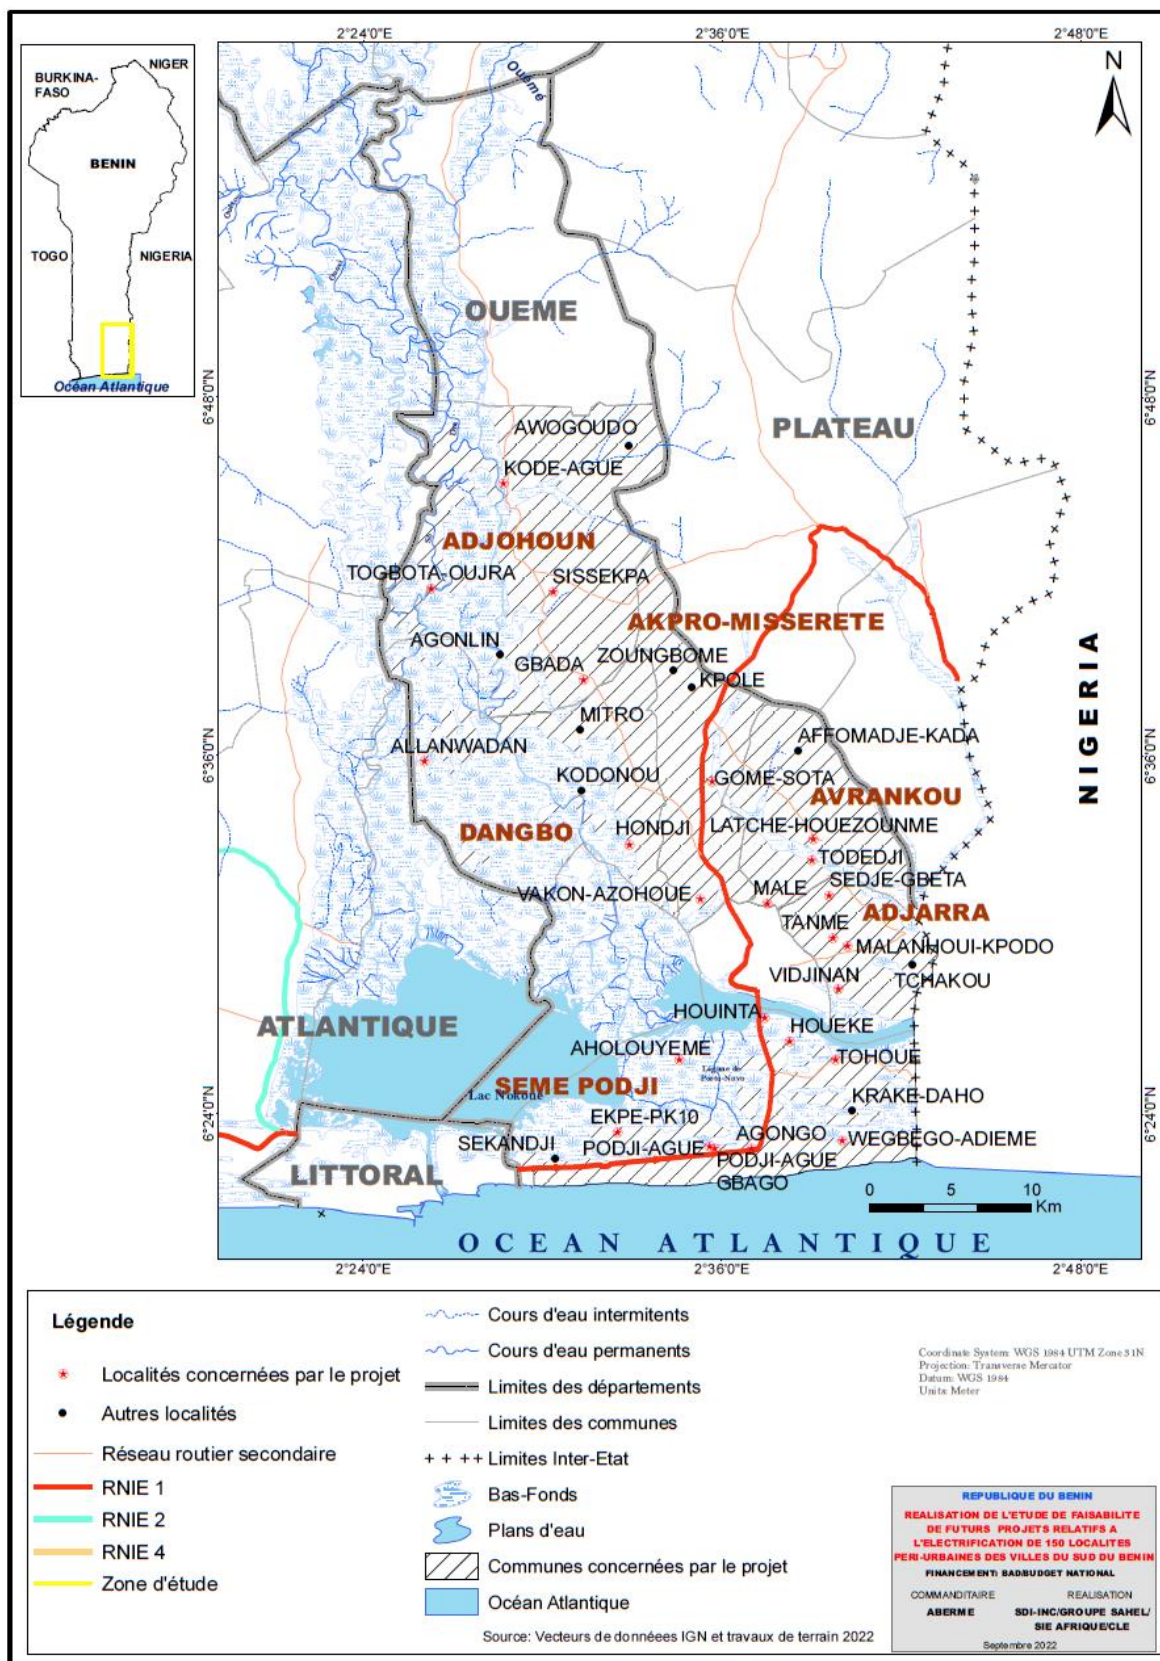 2°24'0"E
2°36'0"E
2°48'0"E
NIGER
BURKINA-
FASO
BENIN
TOGO
NIGERIA
Océan Atlantique
N
Ouémé
OUEME
6°48'0"N
6°48'0"N
PLATEAU
AWOGOUDO
KODE-AGUE
ADJOHOUN
TOGBOTA-OUJRA
SISSEKPA
AKPRO-MISSERETE
AGONLIN
ZOUNGBOME
GBADA
KPOLE
NIGERIA
MITRO
AFFOMADJE-KADA
ALLANWADAN
6°36'0"N
6°36'0"N
KODONOU
GOME-SOTA
AVRANKOU
DANGBO
HONDJI
LATCHE-HOUEZOUNME
TODEDJI
VAKON-AZOHOUE
MALE
SEDJE-GBETA
ADJARRA
TANME
MALANHOUI-KPODO
VIDJINAN
TCHAKOU
HOUINTA
ATLANTIQUE
HOUEKE
AHOLOUYEME
TOHOUE
Lagune de
Porto-Novo
SEME PODJI
Lac Nokoué
KRAKE-DAHO
6°24'0"N
6°24'0"N
EKPE-PK10
SEKANDJI
PODJI-AGUE
AGONGO
WEGBEGO-ADIEME
PODJI-AGUE
GBAGO
LITTORAL
0 5 10
Km
OCEAN ATLANTIQUE
2°24'0"E
2°36'0"E
2°48'0"E
Légende
Localités concernées par le projet
Autres localités
Réseau routier secondaire
RNIE 1
RNIE 2
RNIE 4
Zone d'étude
Cours d'eau intermitents
Cours d'eau permanents
Limites des départements
Limites des communes
Limites Inter-Etat
Bas-Fonds
Plans d'eau
Communes concernées par le projet
Océan Atlantique
Source: Vecteurs de donnéees IGN et travaux de terrain 2022
Coordinate System: WGS 1984 UTM Zone 31N
Projection: Transverse Mercator
Datum: WGS 1984
Units: Meter
REPUBLIQUE DU BENIN
REALISATION DE L'ETUDE DE FAISABILITE
DE FUTURS PROJETS RELATIFS A
L'ELECTRIFICATION DE 150 LOCALITES
PERI-URBAINES DES VILLES DU SUD DU BENIN
FINANCEMENT: BAD/BUDGET NATIONAL
COMMANDITAIRE
REALISATION
ABERME
SDI-INC/GROUPE SAHEL/
SIE AFRIQUE/CLE
Septembre 2022